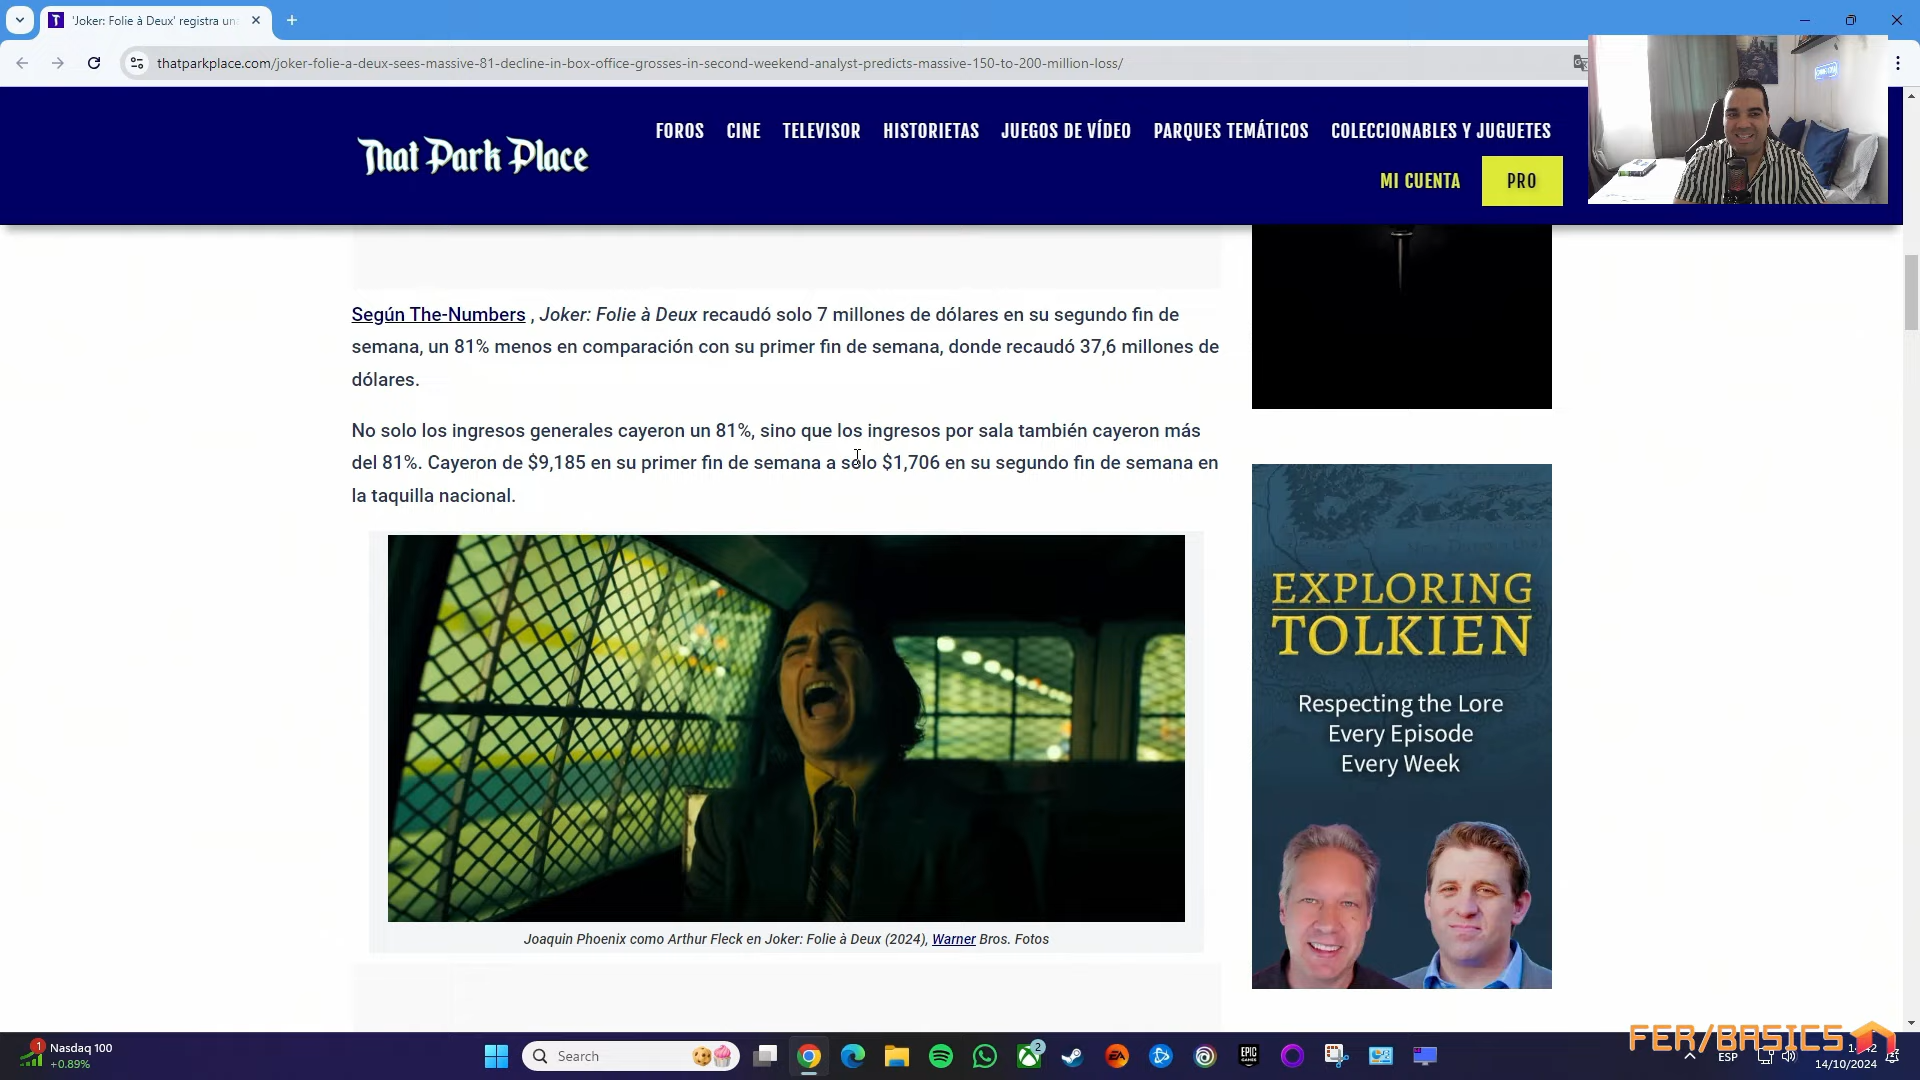 'Joker: Folie à Deux' registra un
thatparkplace.com/joker-folie-a-deux-sees-massive-81-decline-in-box-office-grosses-in-second-weekend-analyst-predicts-massive-150-to-200-million-loss/
That Park Place
FOROS CINE TELEVISOR HISTORIETAS JUEGOS DE VÍDEO PARQUES TEMÁTICOS COLECCIONABLES Y JUGUETES
MI CUENTA PRO
Según The-Numbers , Joker: Folie à Deux recaudó solo 7 millones de dólares en su segundo fin de
semana, un 81% menos en comparación con su primer fin de semana, donde recaudó 37,6 millones de
dólares.
No solo los ingresos generales cayeron un 81%, sino que los ingresos por sala también cayeron más
del 81%. Cayeron de $9,185 en su primer fin de semana a solo $1,706 en su segundo fin de semana en
la taquilla nacional.
Joaquin Phoenix como Arthur Fleck en Joker: Folie à Deux (2024), Warner Bros. Fotos
EXPLORING
TOLKIEN
Respecting the Lore
Every Episode
Every Week
FER/BASICS
1 Nasdaq 100
+0.89%
Search
2
EA
EPIC
GAMES
ESP
14/10/2024